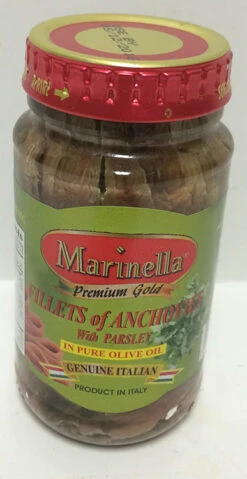 Marinella
Premium Gold
FILLETS of ANCHOVIES
With PARSLEY
IN PURE OLIVE OIL
GENUINE ITALIAN
PRODUCT IN ITALY